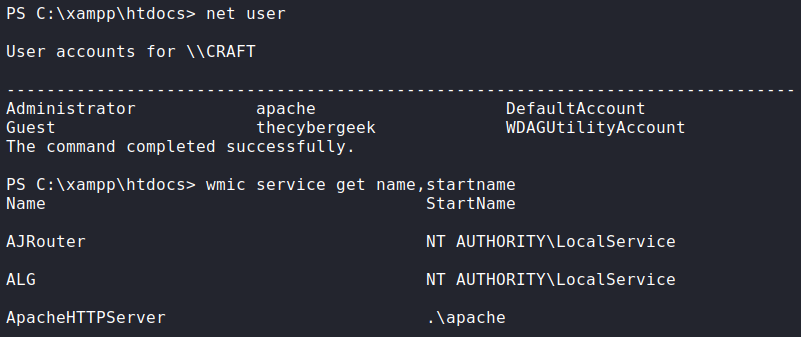 PS C:\xampp\htdocs> net user
User accounts for \\CRAFT
-------------------------------------------------------------------------------
Administrator            apache                   DefaultAccount
Guest                    thecybergeek             WDAGUtilityAccount
The command completed successfully.
PS C:\xampp\htdocs> wmic service get name,startname
Name                                      StartName
AJRouter                                  NT AUTHORITY\LocalService
ALG                                       NT AUTHORITY\LocalService
ApacheHTTPServer                          .\apache